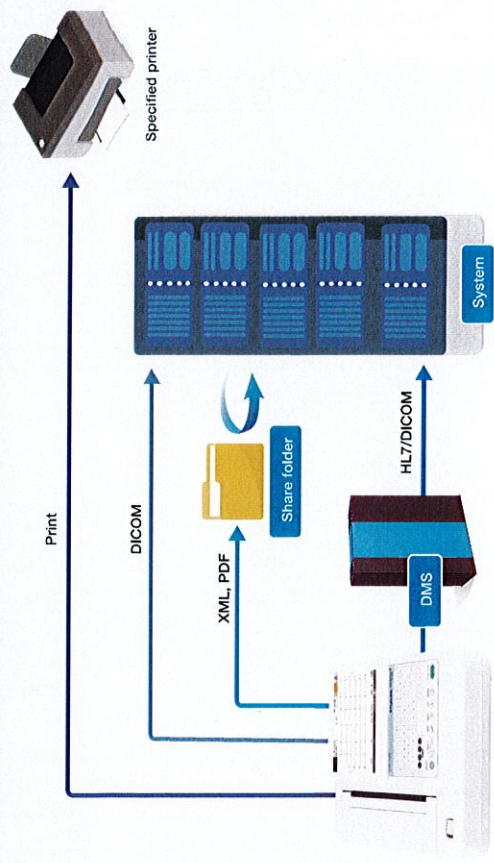 Print
Specified printer
DICOM
XML, PDF
Share folder
DMS
HL7/DICOM
System